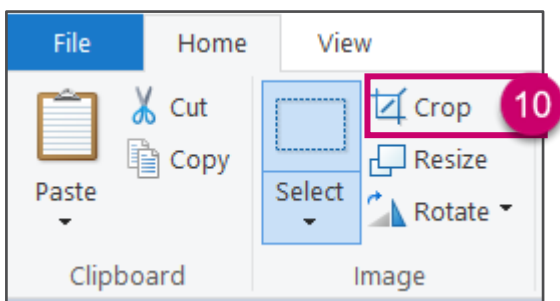 File Home View
Cut Crop 10
Copy Resize
Paste Select Rotate
Clipboard Image